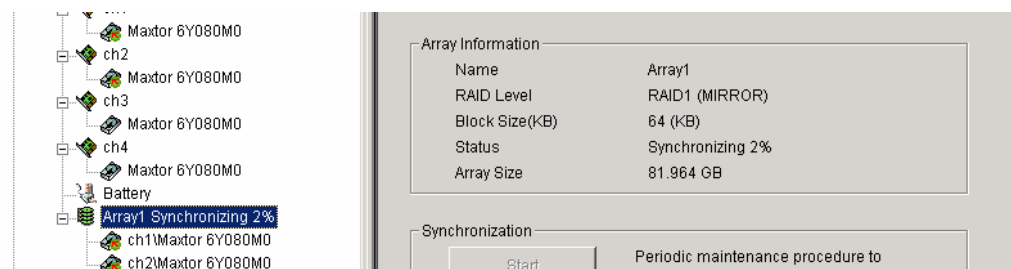 Maxtor 6Y080M0
ch2
Maxtor 6Y080M0
ch3
Maxtor 6Y080M0
ch4
Maxtor 6Y080M0
Battery
Array1 Synchronizing 2%
ch1\Maxtor 6Y080M0
ch2\Maxtor 6Y080M0
Array Information
Name Array1
RAID Level RAID1 (MIRROR)
Block Size(KB) 64 (KB)
Status Synchronizing 2%
Array Size 81.964 GB
Synchronization
Start
Periodic maintenance procedure to